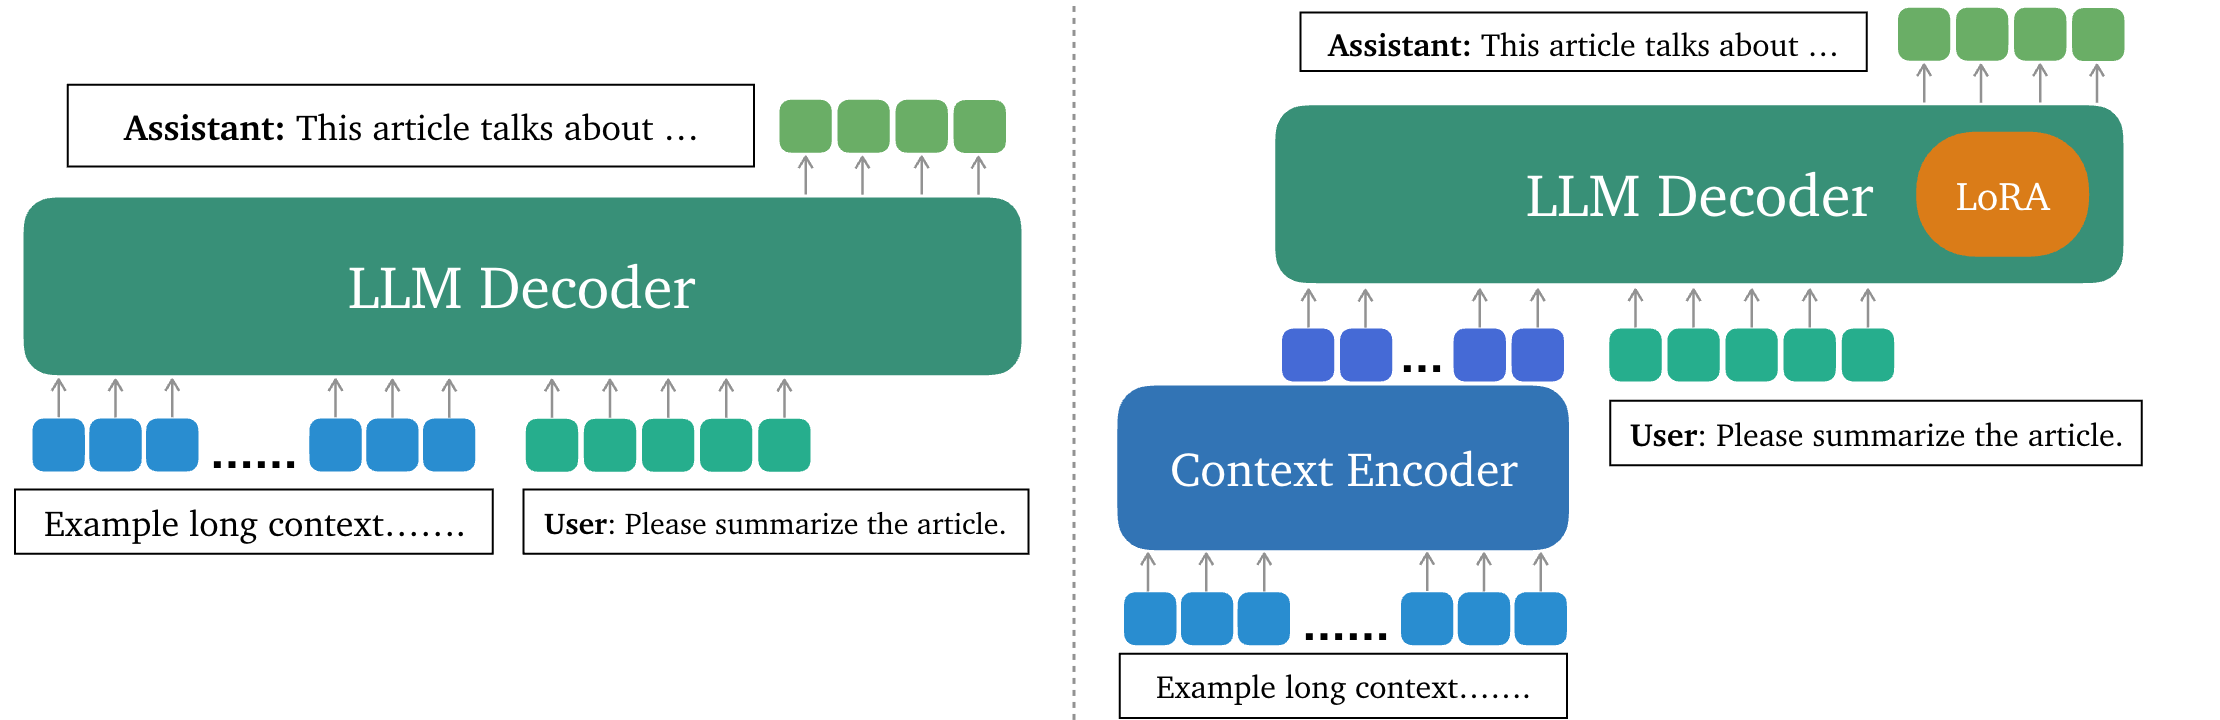 Assistant: This article talks about …
LLM Decoder
......
Example long context…….
User: Please summarize the article.
Assistant: This article talks about …
LLM Decoder
LoRA
...
Context Encoder
User: Please summarize the article.
......
Example long context…….